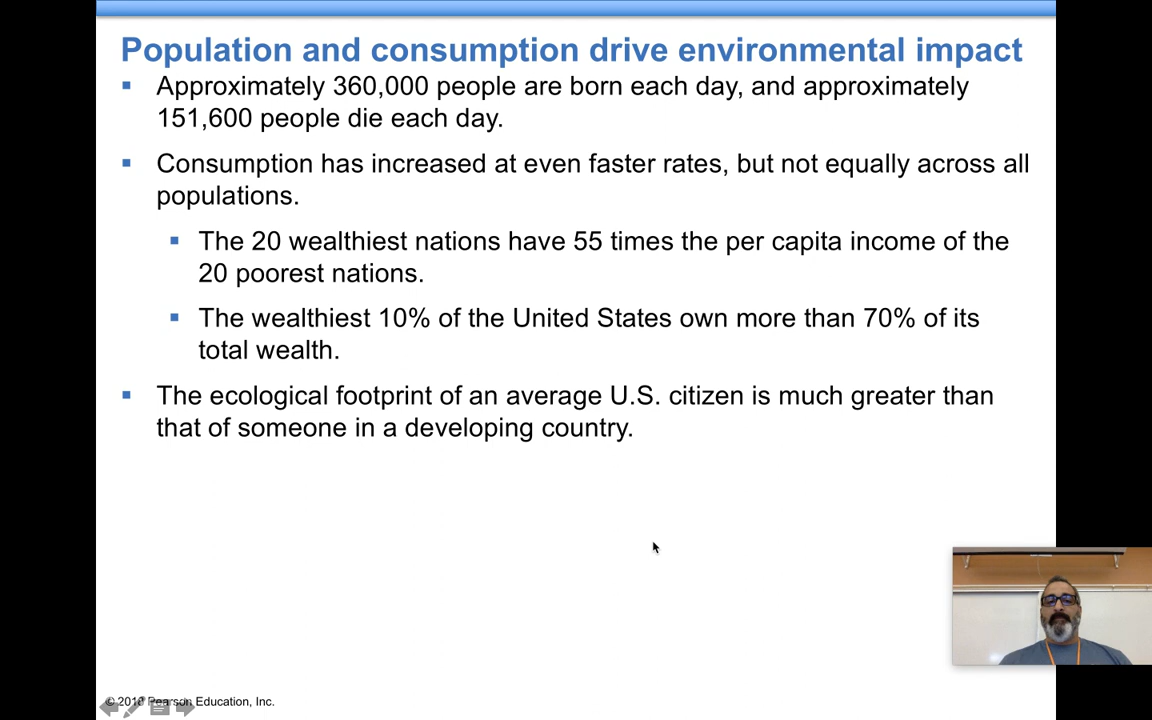 Population and consumption drive environmental impact
▪ Approximately 360,000 people are born each day, and approximately
151,600 people die each day.
▪ Consumption has increased at even faster rates, but not equally across all
populations.
▪ The 20 wealthiest nations have 55 times the per capita income of the
20 poorest nations.
▪ The wealthiest 10% of the United States own more than 70% of its
total wealth.
▪ The ecological footprint of an average U.S. citizen is much greater than
that of someone in a developing country.
© Pearson Education, Inc.